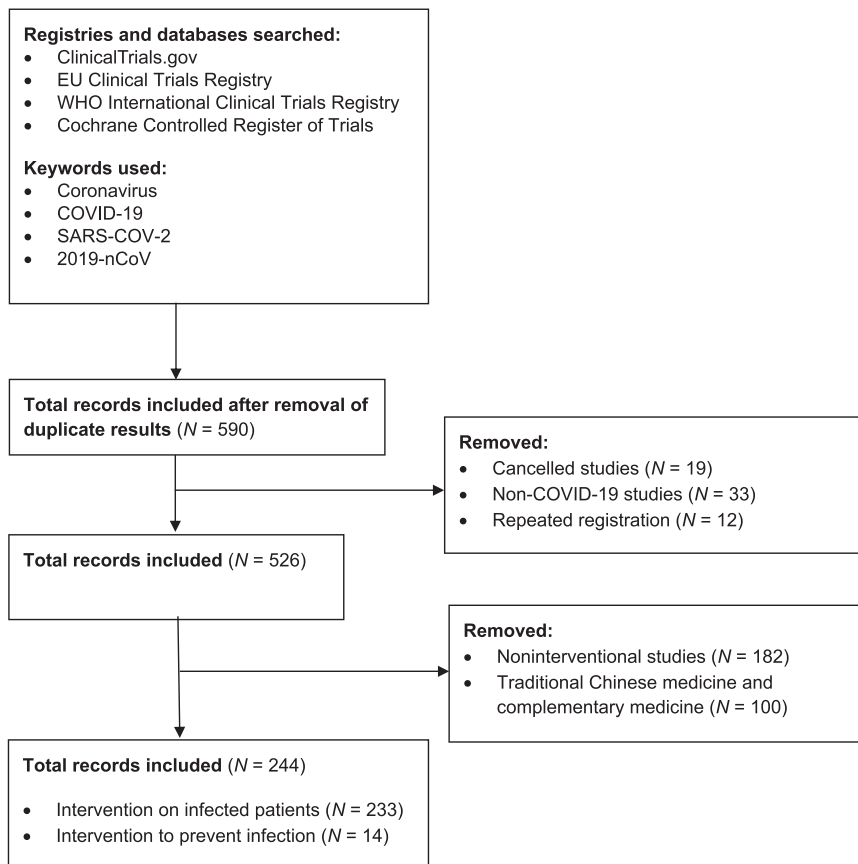 Registries and databases searched:
• ClinicalTrials.gov
• EU Clinical Trials Registry
• WHO International Clinical Trials Registry
• Cochrane Controlled Register of Trials
Keywords used:
• Coronavirus
• COVID-19
• SARS-COV-2
• 2019-nCoV
Total records included after removal of
duplicate results (N = 590)
Removed:
• Cancelled studies (N = 19)
• Non-COVID-19 studies (N = 33)
• Repeated registration (N = 12)
Total records included (N = 526)
Removed:
• Noninterventional studies (N = 182)
• Traditional Chinese medicine and
complementary medicine (N = 100)
Total records included (N = 244)
• Intervention on infected patients (N = 233)
• Intervention to prevent infection (N = 14)